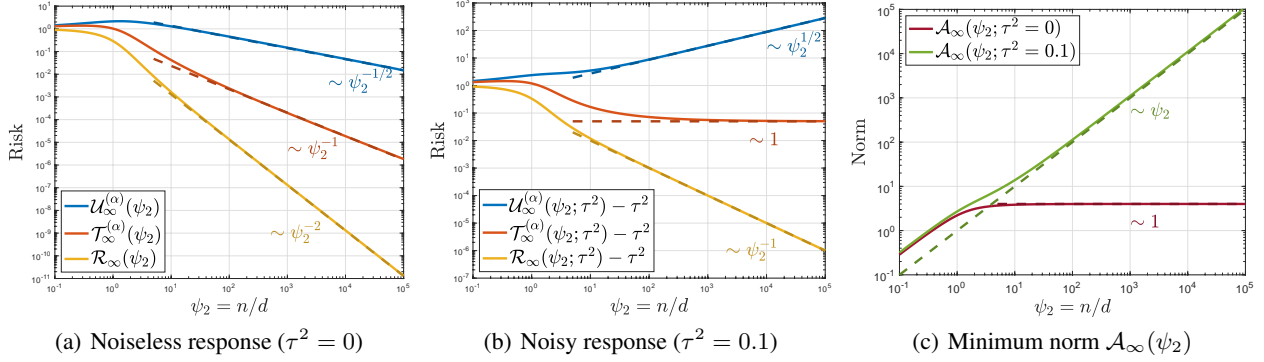 10^1
10^0
10^-1
10^-2
10^-3
10^-4
10^-5
10^-6
10^-7
10^-8
10^-9
10^-10
10^-11
Risk
∼ ψ_2^{-1/2}
∼ ψ_2^{-1}
∼ ψ_2^{-2}
U_∞^{(α)}(ψ_2)
T_∞^{(α)}(ψ_2)
R_∞(ψ_2)
10^-1 10^0 10^1 10^2 10^3 10^4 10^5
ψ_2 = n/d
(a) Noiseless response (τ^2 = 0)
10^3
10^2
10^1
10^0
10^-1
10^-2
10^-3
10^-4
10^-5
10^-6
10^-7
Risk
∼ ψ_2^{1/2}
∼ 1
∼ ψ_2^{-1}
U_∞^{(α)}(ψ_2; τ^2) − τ^2
T_∞^{(α)}(ψ_2; τ^2) − τ^2
R_∞(ψ_2; τ^2) − τ^2
10^-1 10^0 10^1 10^2 10^3 10^4 10^5
ψ_2 = n/d
(b) Noisy response (τ^2 = 0.1)
10^5
10^4
10^3
10^2
10^1
10^0
10^-1
Norm
A_∞(ψ_2; τ^2 = 0)
A_∞(ψ_2; τ^2 = 0.1)
∼ ψ_2
∼ 1
10^-1 10^0 10^1 10^2 10^3 10^4 10^5
ψ_2 = n/d
(c) Minimum norm A_∞(ψ_2)